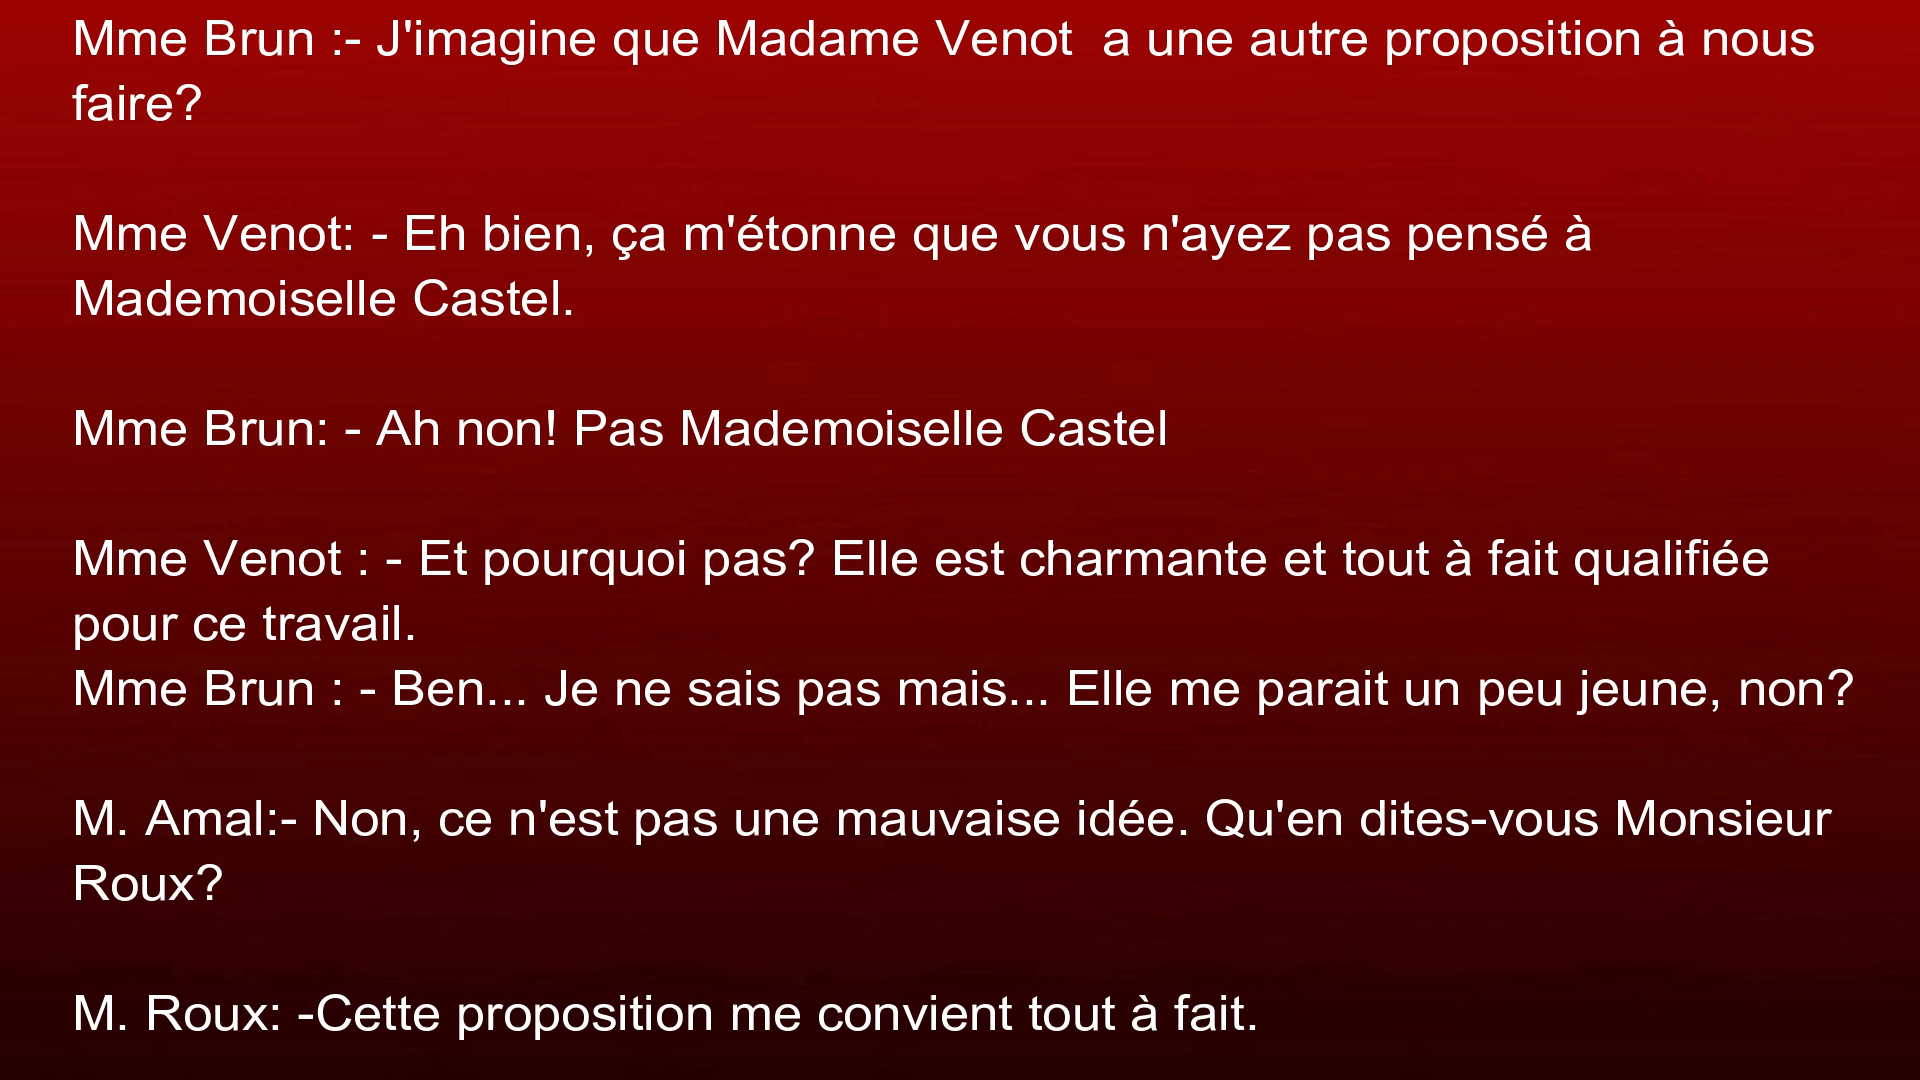 Mme Brun :- J'imagine que Madame Venot  a une autre proposition à nous
faire?
Mme Venot: - Eh bien, ça m'étonne que vous n'ayez pas pensé à
Mademoiselle Castel.
Mme Brun: - Ah non! Pas Mademoiselle Castel
Mme Venot : - Et pourquoi pas? Elle est charmante et tout à fait qualifiée
pour ce travail.
Mme Brun : - Ben... Je ne sais pas mais... Elle me parait un peu jeune, non?
M. Amal:- Non, ce n'est pas une mauvaise idée. Qu'en dites-vous Monsieur
Roux?
M. Roux: -Cette proposition me convient tout à fait.